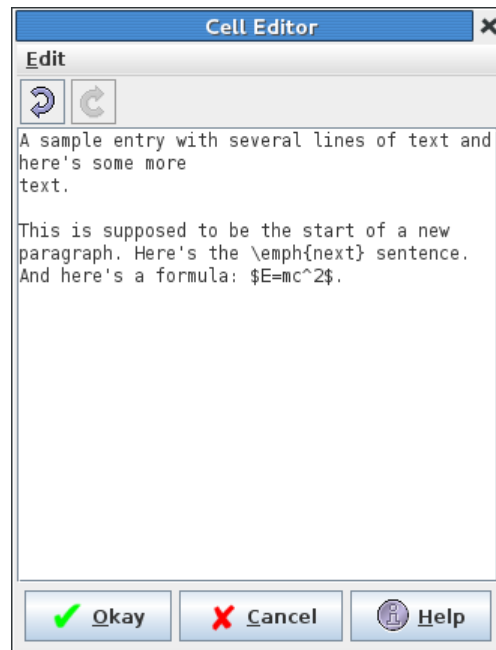 Cell Editor
Edit
A sample entry with several lines of text and
here's some more
text.
This is supposed to be the start of a new
paragraph. Here's the \emph{next} sentence.
And here's a formula: $E=mc^2$.
Okay Cancel Help